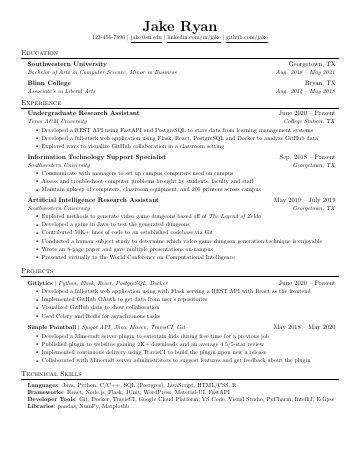 Jake Ryan
123-456-7890 | jake@su.edu | linkedin.com/in/jake | github.com/jake
Education
Southwestern University Georgetown, TX
Bachelor of Arts in Computer Science, Minor in Business Aug. 2018 – May 2021
Blinn College Bryan, TX
Associate's in Liberal Arts Aug. 2014 – May 2018
Experience
Undergraduate Research Assistant June 2020 – Present
Texas A&M University College Station, TX
• Developed a REST API using FastAPI and PostgreSQL to store data from learning management systems
• Developed a full-stack web application using Flask, React, PostgreSQL and Docker to analyze GitHub data
• Explored ways to visualize GitHub collaboration in a classroom setting
Information Technology Support Specialist Sep. 2018 – Present
Southwestern University Georgetown, TX
• Communicate with managers to set up campus computers used on campus
• Assess and troubleshoot computer problems brought by students, faculty and staff
• Maintain upkeep of computers, classroom equipment, and 200 printers across campus
Artificial Intelligence Research Assistant May 2019 – July 2019
Southwestern University Georgetown, TX
• Explored methods to generate video game dungeons based off of The Legend of Zelda
• Developed a game in Java to test the generated dungeons
• Contributed 50K+ lines of code to an established codebase via Git
• Conducted a human subject study to determine which video game dungeon generation technique is enjoyable
• Wrote an 8-page paper and gave multiple presentations on-campus
• Presented virtually to the World Conference on Computational Intelligence
Projects
Gitlytics | Python, Flask, React, PostgreSQL, Docker June 2020 – Present
• Developed a full-stack web application using with Flask serving a REST API with React as the frontend
• Implemented GitHub OAuth to get data from user's repositories
• Visualized GitHub data to show collaboration
• Used Celery and Redis for asynchronous tasks
Simple Paintball | Spigot API, Java, Maven, TravisCI, Git May 2018 – May 2020
• Developed a Minecraft server plugin to entertain kids during free time for a previous job
• Published plugin to websites gaining 2K+ downloads and an average 4.5/5-star review
• Implemented continuous delivery using TravisCI to build the plugin upon new a release
• Collaborated with Minecraft server administrators to suggest features and get feedback about the plugin
Technical Skills
Languages: Java, Python, C/C++, SQL (Postgres), JavaScript, HTML/CSS, R
Frameworks: React, Node.js, Flask, JUnit, WordPress, Material-UI, FastAPI
Developer Tools: Git, Docker, TravisCI, Google Cloud Platform, VS Code, Visual Studio, PyCharm, IntelliJ, Eclipse
Libraries: pandas, NumPy, Matplotlib